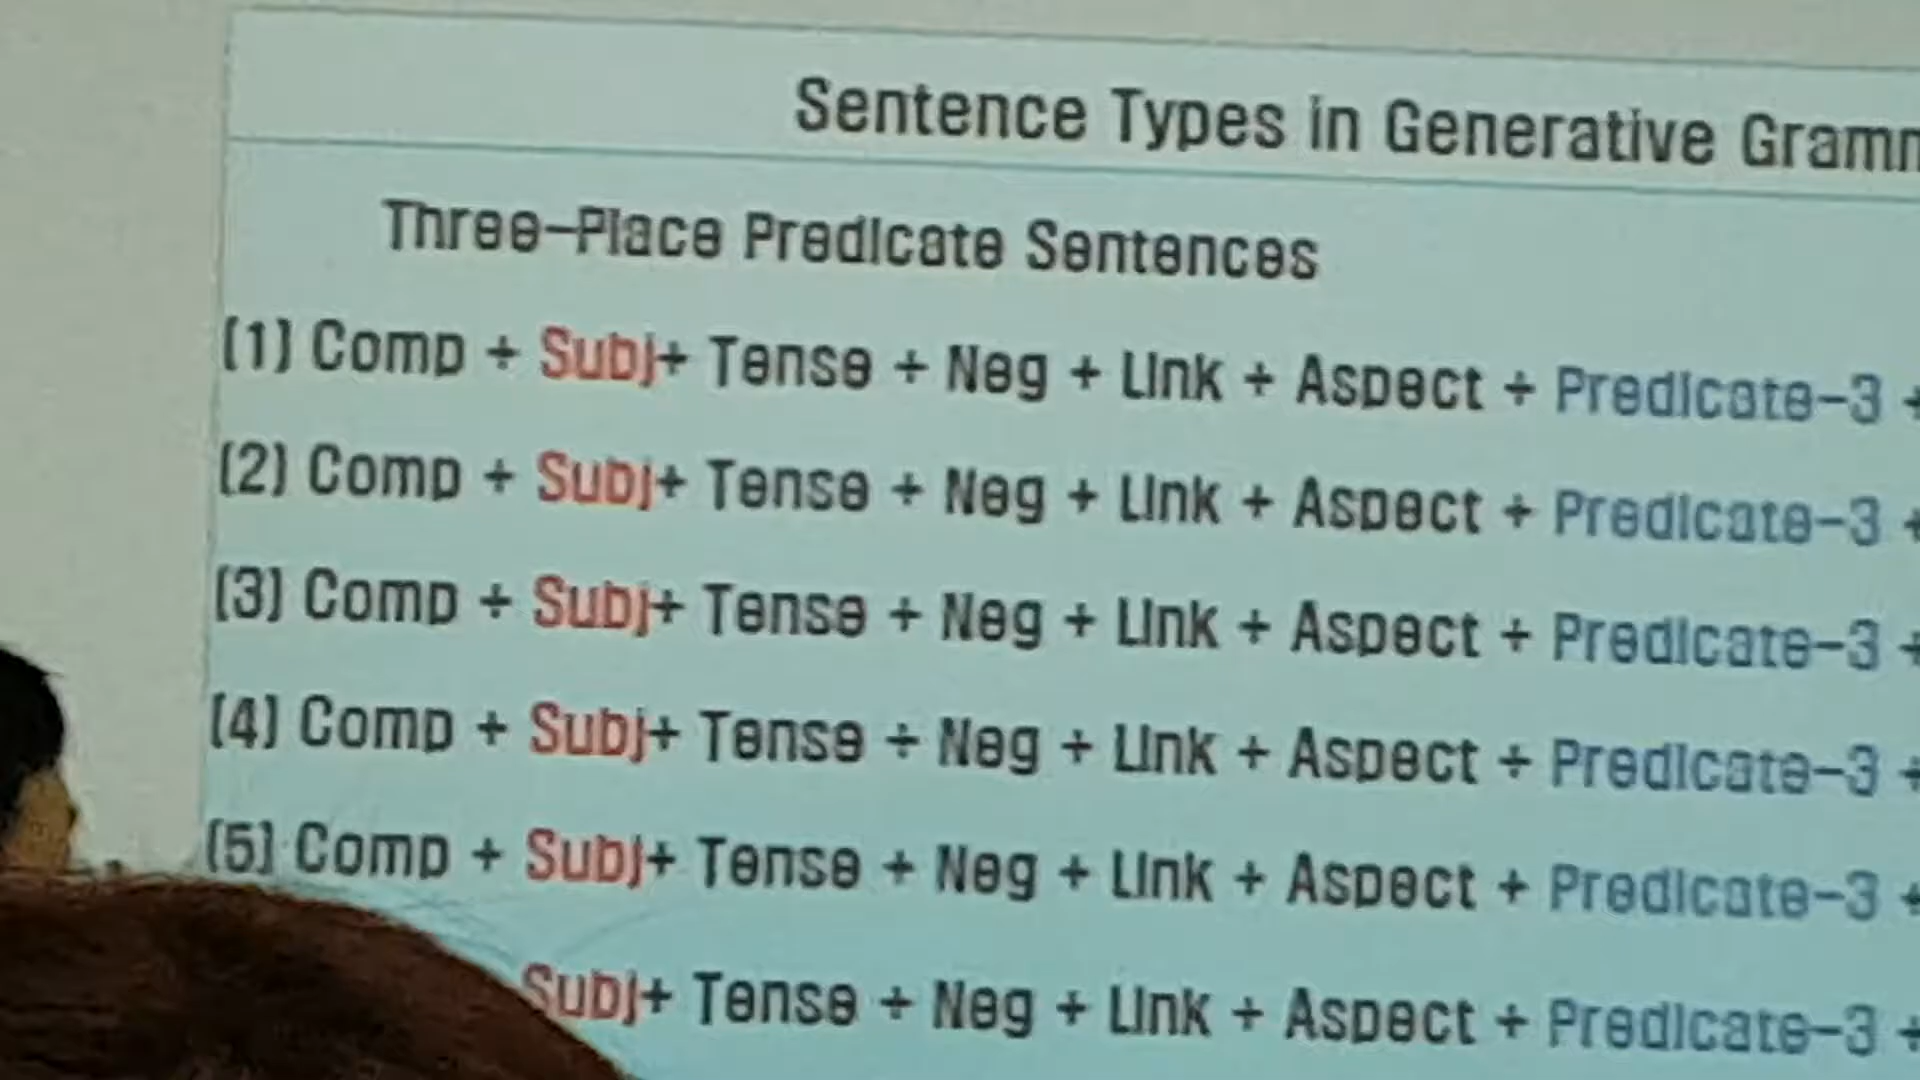 Sentence Types in Generative Gramm
Three-Place Predicate Sentences
(1) Comp + Subj+ Tense + Neg + Link + Aspect + Predicate-3 +
(2) Comp + Subj+ Tense + Neg + Link + Aspect + Predicate-3 +
(3) Comp + Subj+ Tense + Neg + Link + Aspect + Predicate-3 +
(4) Comp + Subj+ Tense + Neg + Link + Aspect + Predicate-3 +
(5) Comp + Subj+ Tense + Neg + Link + Aspect + Predicate-3 +
Subj+ Tense + Neg + Link + Aspect + Predicate-3 +